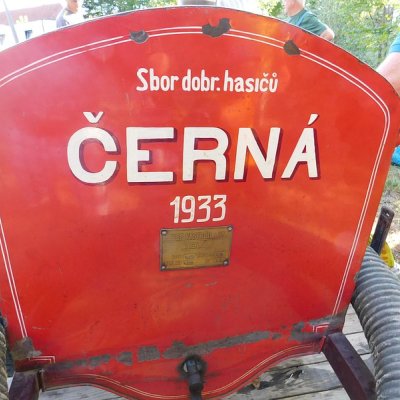 Sbor dobr. hasičů
ČERNÁ
1933